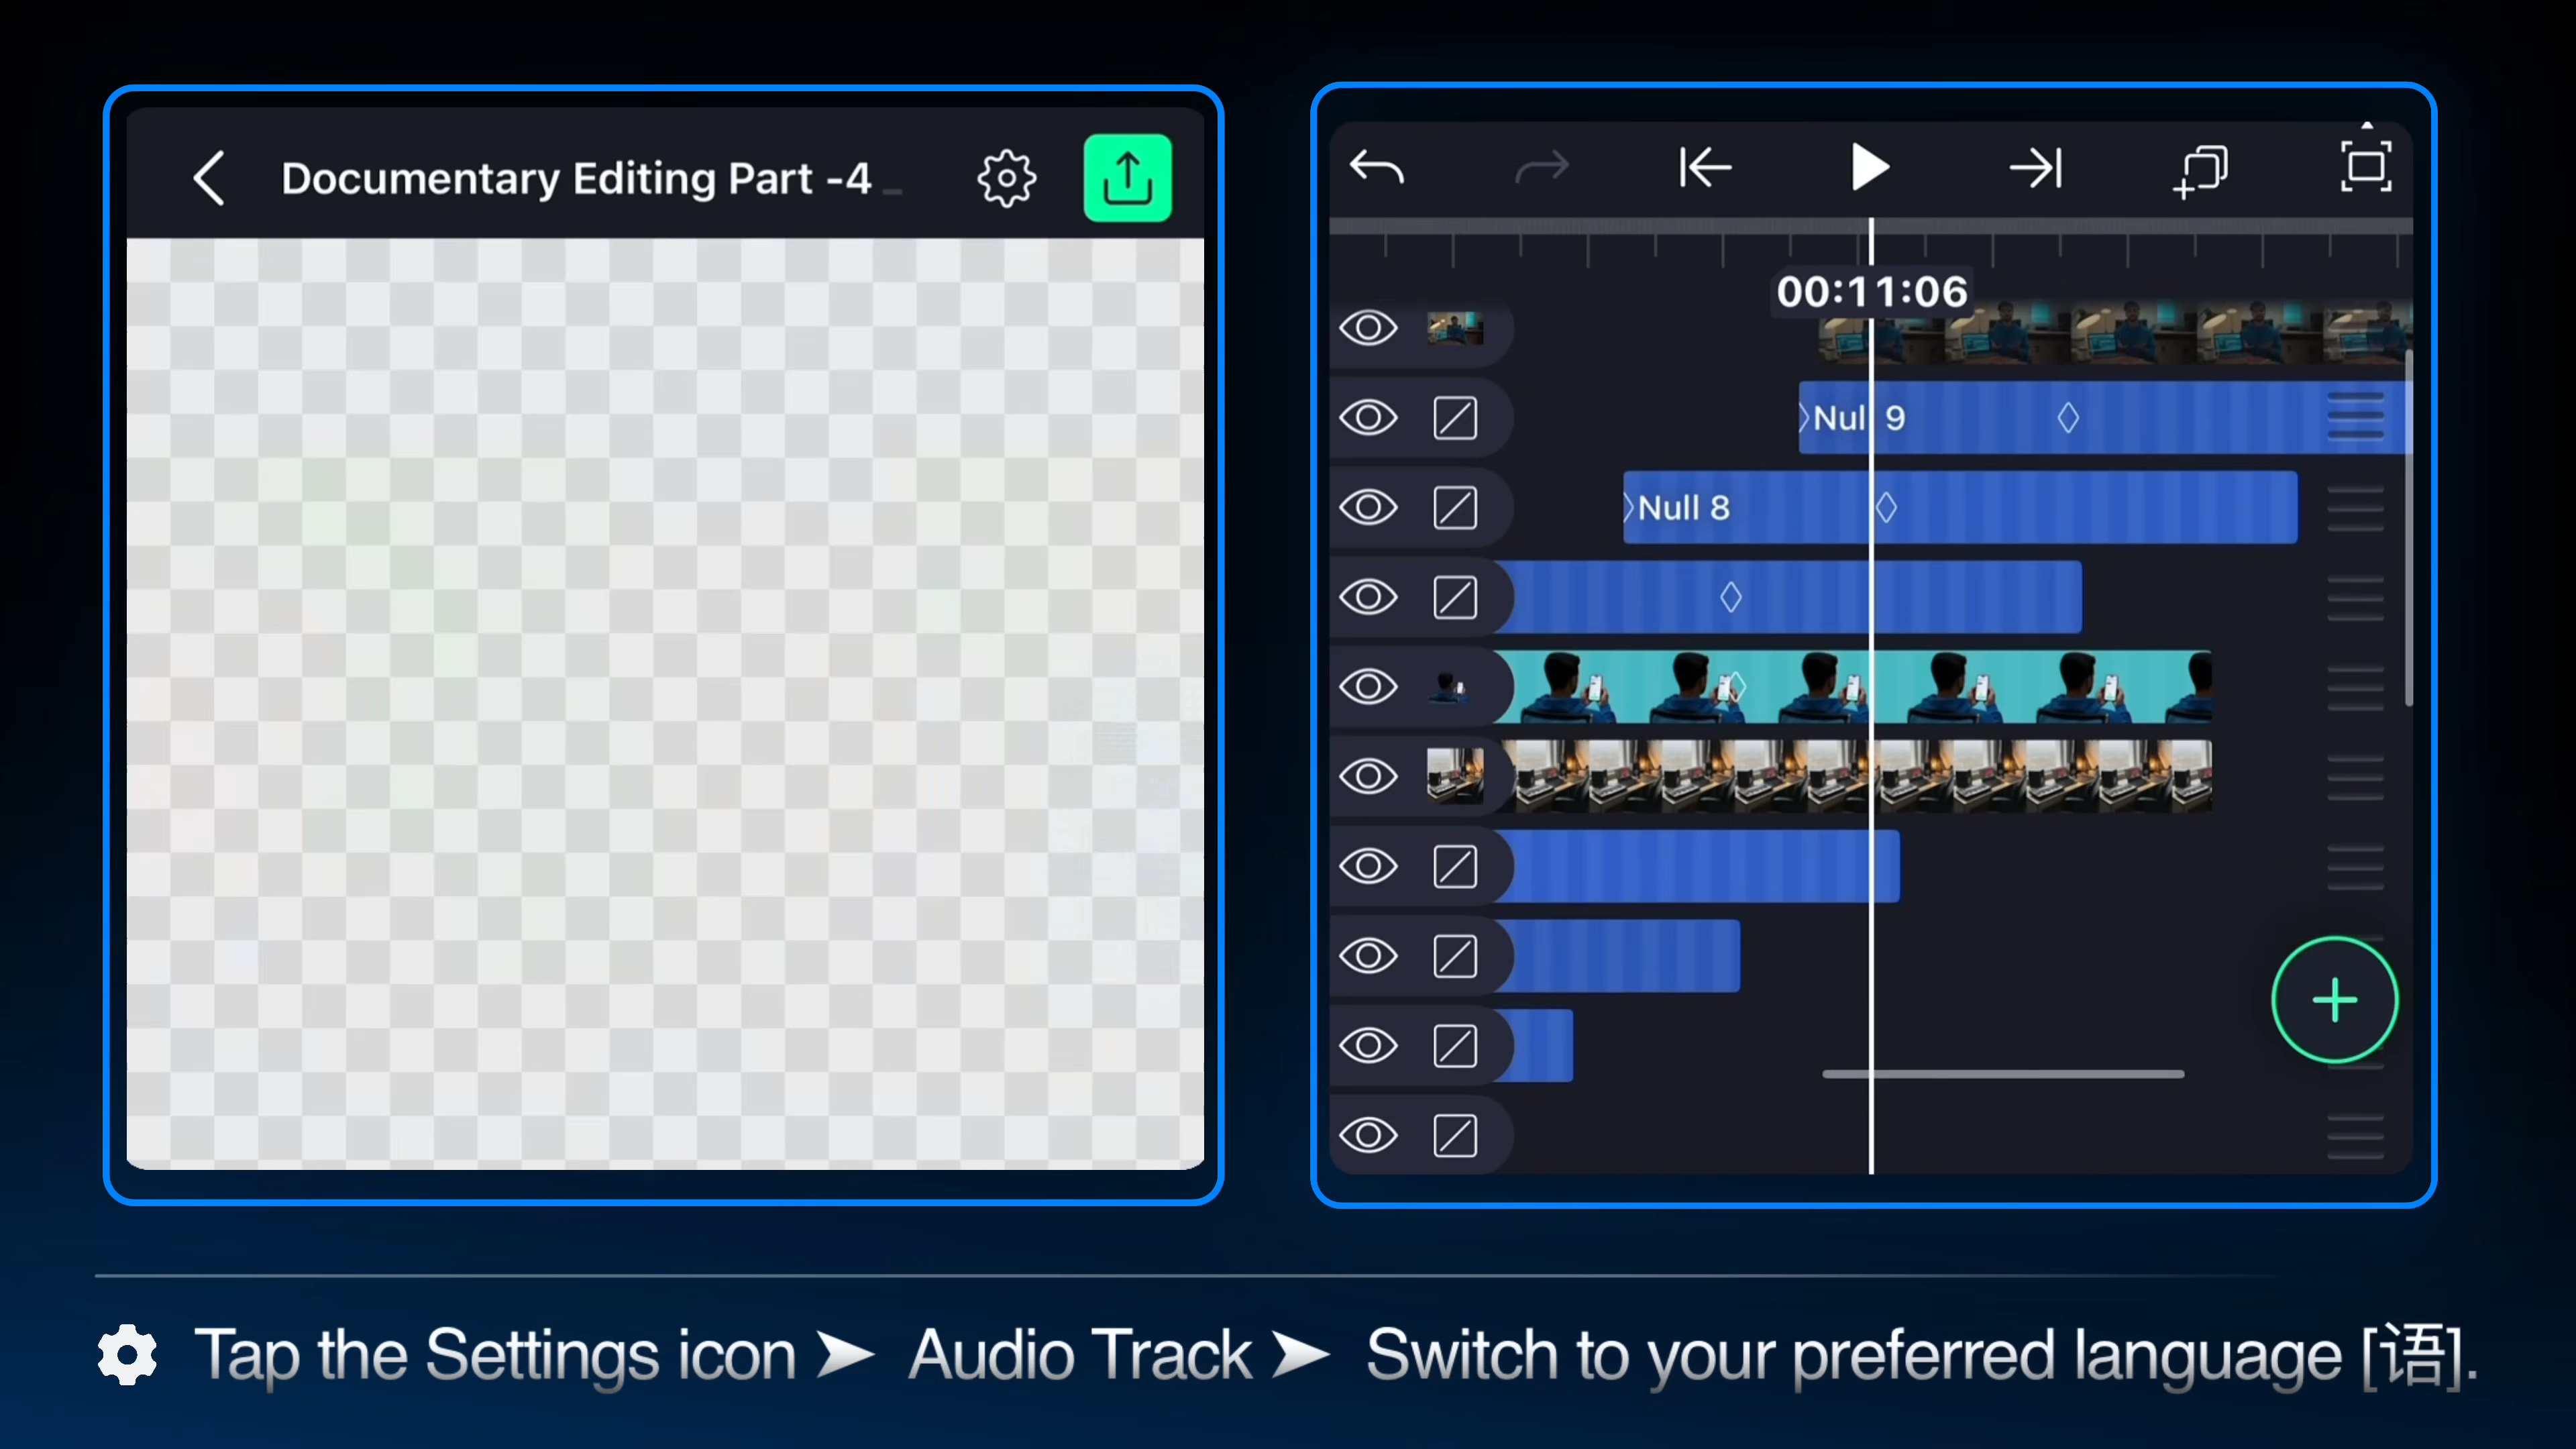 Documentary Editing Part -4
00:11:06
Null 9
Null 8
Tap the Settings icon ➤ Audio Track ➤ Switch to your preferred language [语].